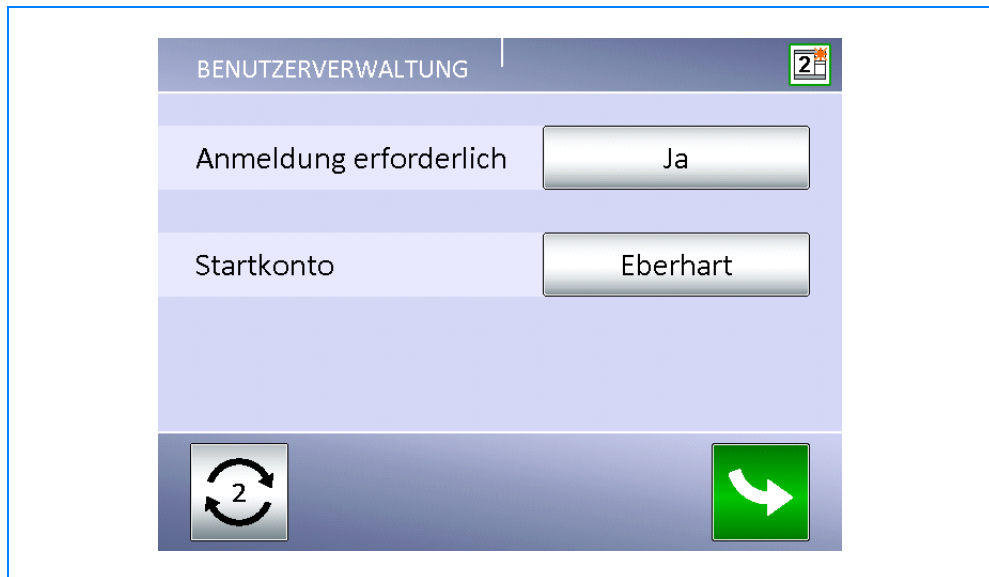 BENUTZERVERWALTUNG
2
Anmeldung erforderlich Ja
Startkonto Eberhart
2